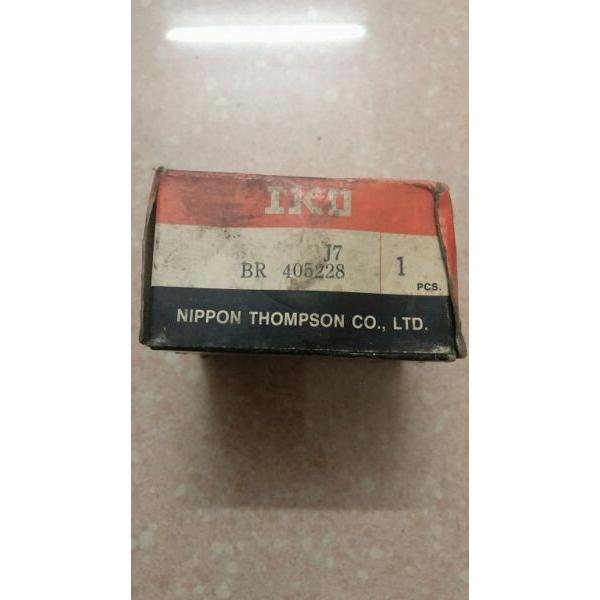 IKO
J7
BR 405228
1
PCS.
NIPPON THOMPSON CO., LTD.